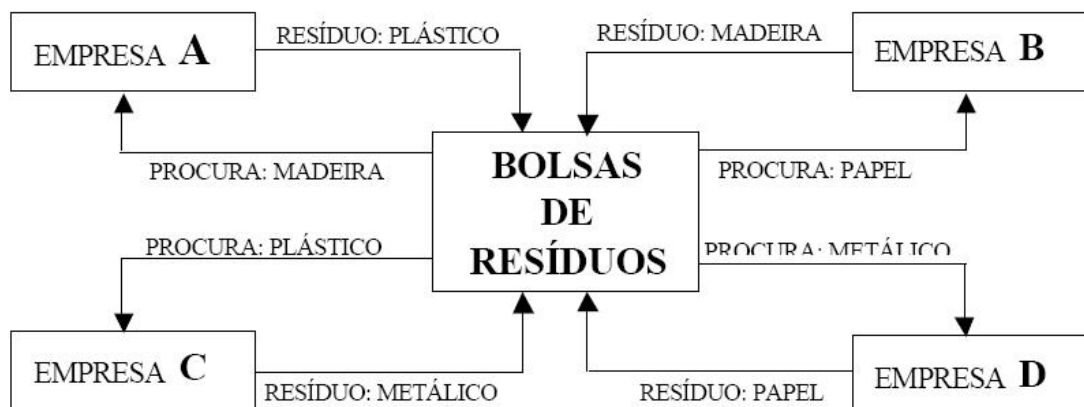 EMPRESA A
RESÍDUO: PLÁSTICO
RESÍDUO: MADEIRA
EMPRESA B
PROCURA: MADEIRA
BOLSAS
DE
RESÍDUOS
PROCURA: PAPEL
PROCURA: PLÁSTICO
PROCURA: METÁLICO
EMPRESA C
RESÍDUO: METÁLICO
RESÍDUO: PAPEL
EMPRESA D